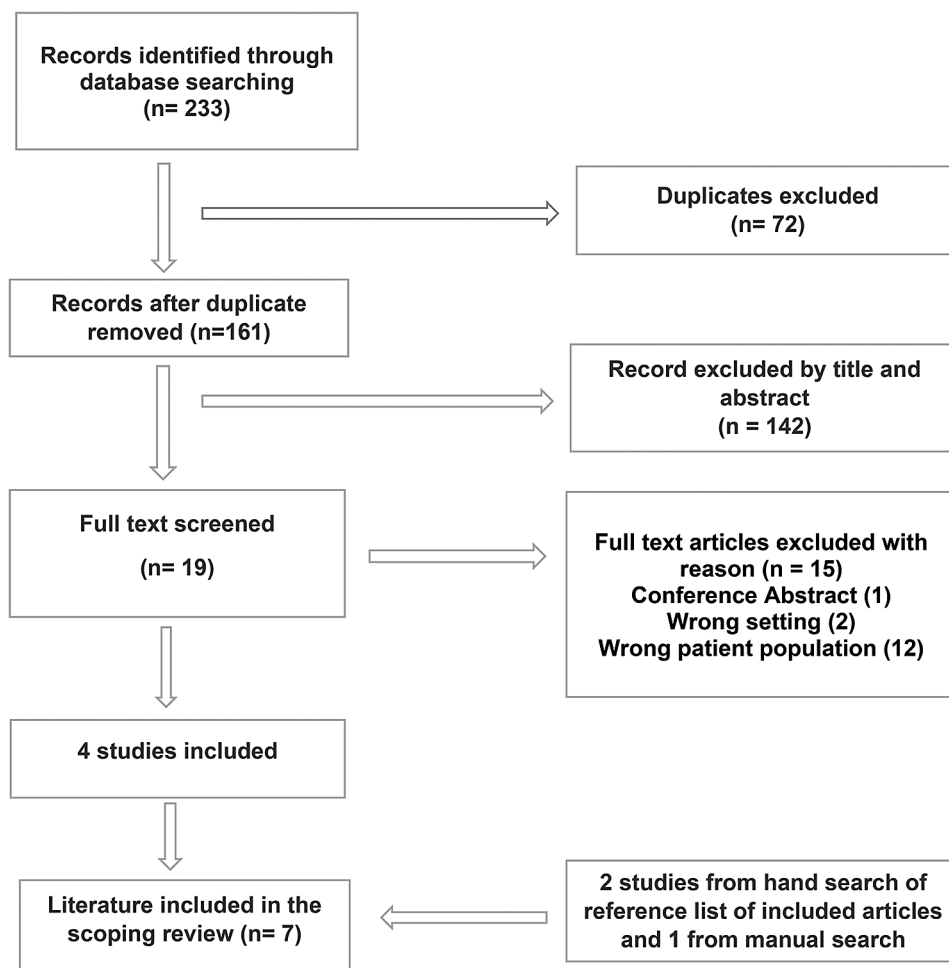 Records identified through
database searching
(n= 233)
Duplicates excluded
(n= 72)
Records after duplicate
removed (n=161)
Record excluded by title and
abstract
(n = 142)
Full text screened
(n= 19)
Full text articles excluded with
reason (n = 15)
Conference Abstract (1)
Wrong setting (2)
Wrong patient population (12)
4 studies included
Literature included in the
scoping review (n= 7)
2 studies from hand search of
reference list of included articles
and 1 from manual search